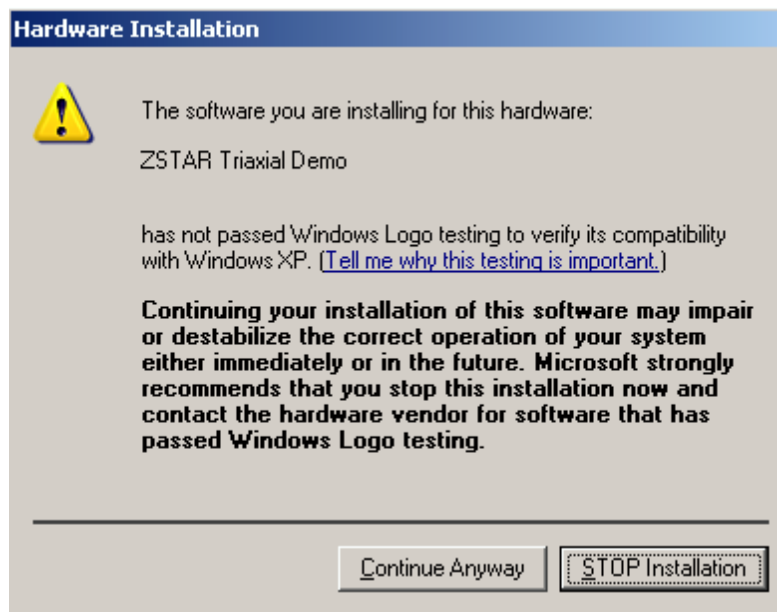 Hardware Installation
The software you are installing for this hardware:
ZSTAR Triaxial Demo
has not passed Windows Logo testing to verify its compatibility
with Windows XP. (Tell me why this testing is important.)
Continuing your installation of this software may impair
or destabilize the correct operation of your system
either immediately or in the future. Microsoft strongly
recommends that you stop this installation now and
contact the hardware vendor for software that has
passed Windows Logo testing.
Continue Anyway
STOP Installation